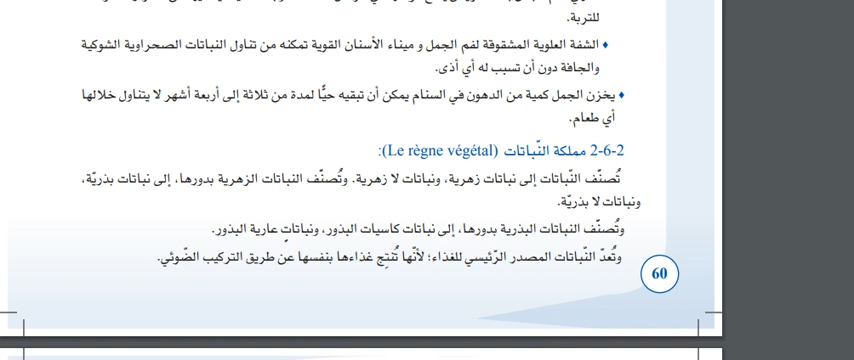 للتربة.
♦ الشفة العلوية المشقوقة لفم الجمل و ميناء الأسنان القوية تمكنه من تناول النباتات الصحراوية الشوكية
والجافة دون أن تسبب له أي أذى.
♦ يخزن الجمل كمية من الدهون في السنام يمكن أن تبقيه حيًّا لمدة من ثلاثة إلى أربعة أشهر لا يتناول خلالها
أي طعام.
2-6-2 مملكة النّباتات (Le règne végétal):
تُصنَّف النّباتات إلى نباتات زهرية، ونباتات لا زهرية. وتُصنَّف النباتات الزهرية بدورها، إلى نباتات بذريّة،
ونباتات لا بذريّة.
وتُصنَّف النباتات البذرية بدورها، إلى نباتات كاسيات البذور، ونباتاتٍ عارية البذور.
وتُعدّ النّباتات المصدر الرّئيسي للغذاء؛ لأنّها تُنتِج غذاءها بنفسها عن طريق التركيب الضّوئي.
60